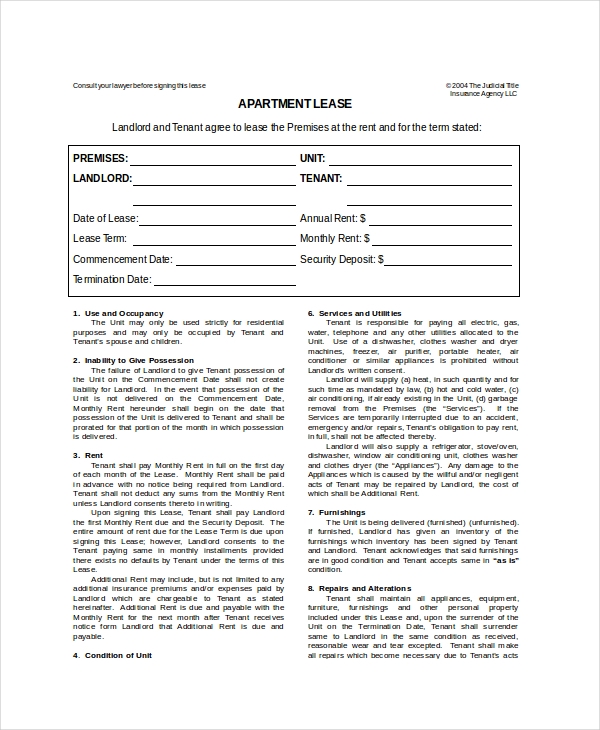 Consult your lawyer before signing this lease
© 2004 The Judicial Title
Insurance Agency LLC
APARTMENT LEASE
Landlord and Tenant agree to lease the Premises at the rent and for the term stated:
PREMISES: UNIT:
LANDLORD: TENANT:
Date of Lease: Annual Rent: $
Lease Term: Monthly Rent: $
Commencement Date: Security Deposit: $
Termination Date:
1. Use and Occupancy
The Unit may only be used strictly for residential
purposes and may only be occupied by Tenant and
Tenant's spouse and children.
2. Inability to Give Possession
The failure of Landlord to give Tenant possession of
the Unit on the Commencement Date shall not create
liability for Landlord. In the event that possession of the
Unit is not delivered on the Commencement Date,
Monthly Rent hereunder shall begin on the date that
possession of the Unit is delivered to Tenant and shall be
prorated for that portion of the month in which possession
is delivered.
3. Rent
Tenant shall pay Monthly Rent in full on the first day
of each month of the Lease. Monthly Rent shall be paid
in advance with no notice being required from Landlord.
Tenant shall not deduct any sums from the Monthly Rent
unless Landlord consents thereto in writing.
Upon signing this Lease, Tenant shall pay Landlord
the first Monthly Rent due and the Security Deposit. The
entire amount of rent due for the Lease Term is due upon
signing this Lease; however, Landlord consents to the
Tenant paying same in monthly installments provided
there exists no defaults by Tenant under the terms of this
Lease.
Additional Rent may include, but is not limited to any
additional insurance premiums and/or expenses paid by
Landlord which are chargeable to Tenant as stated
hereinafter. Additional Rent is due and payable with the
Monthly Rent for the next month after Tenant receives
notice form Landlord that Additional Rent is due and
payable.
4. Condition of Unit
6. Services and Utilities
Tenant is responsible for paying all electric, gas,
water, telephone and any other utilities allocated to the
Unit. Use of a dishwasher, clothes washer and dryer
machines, freezer, air purifier, portable heater, air
conditioner or similar appliances is prohibited without
Landlord's written consent.
Landlord will supply (a) heat, in such quantity and for
such time as mandated by law, (b) hot and cold water, (c)
air conditioning, if already existing in the Unit, (d) garbage
removal from the Premises (the “Services”). If the
Services are temporarily interrupted due to an accident,
emergency and/or repairs, Tenant's obligation to pay rent,
in full, shall not be affected thereby.
Landlord will also supply a refrigerator, stove/oven,
dishwasher, window air conditioning unit, clothes washer
and clothes dryer (the “Appliances”). Any damage to the
Appliances which is caused by the willful and/or negligent
acts of Tenant may be repaired by Landlord, the cost of
which shall be Additional Rent.
7. Furnishings
The Unit is being delivered (furnished) (unfurnished).
If furnished, Landlord has given an inventory of the
furnishings which inventory has been signed by Tenant
and Landlord. Tenant acknowledges that said furnishings
are in good condition and Tenant accepts same in “as is”
condition.
8. Repairs and Alterations
Tenant shall maintain all appliances, equipment,
furniture, furnishings and other personal property
included under this Lease and, upon the surrender of the
Unit on the Termination Date, Tenant shall surrender
same to Landlord in the same condition as received,
reasonable wear and tear excepted. Tenant shall make
all repairs which become necessary due to Tenant's acts